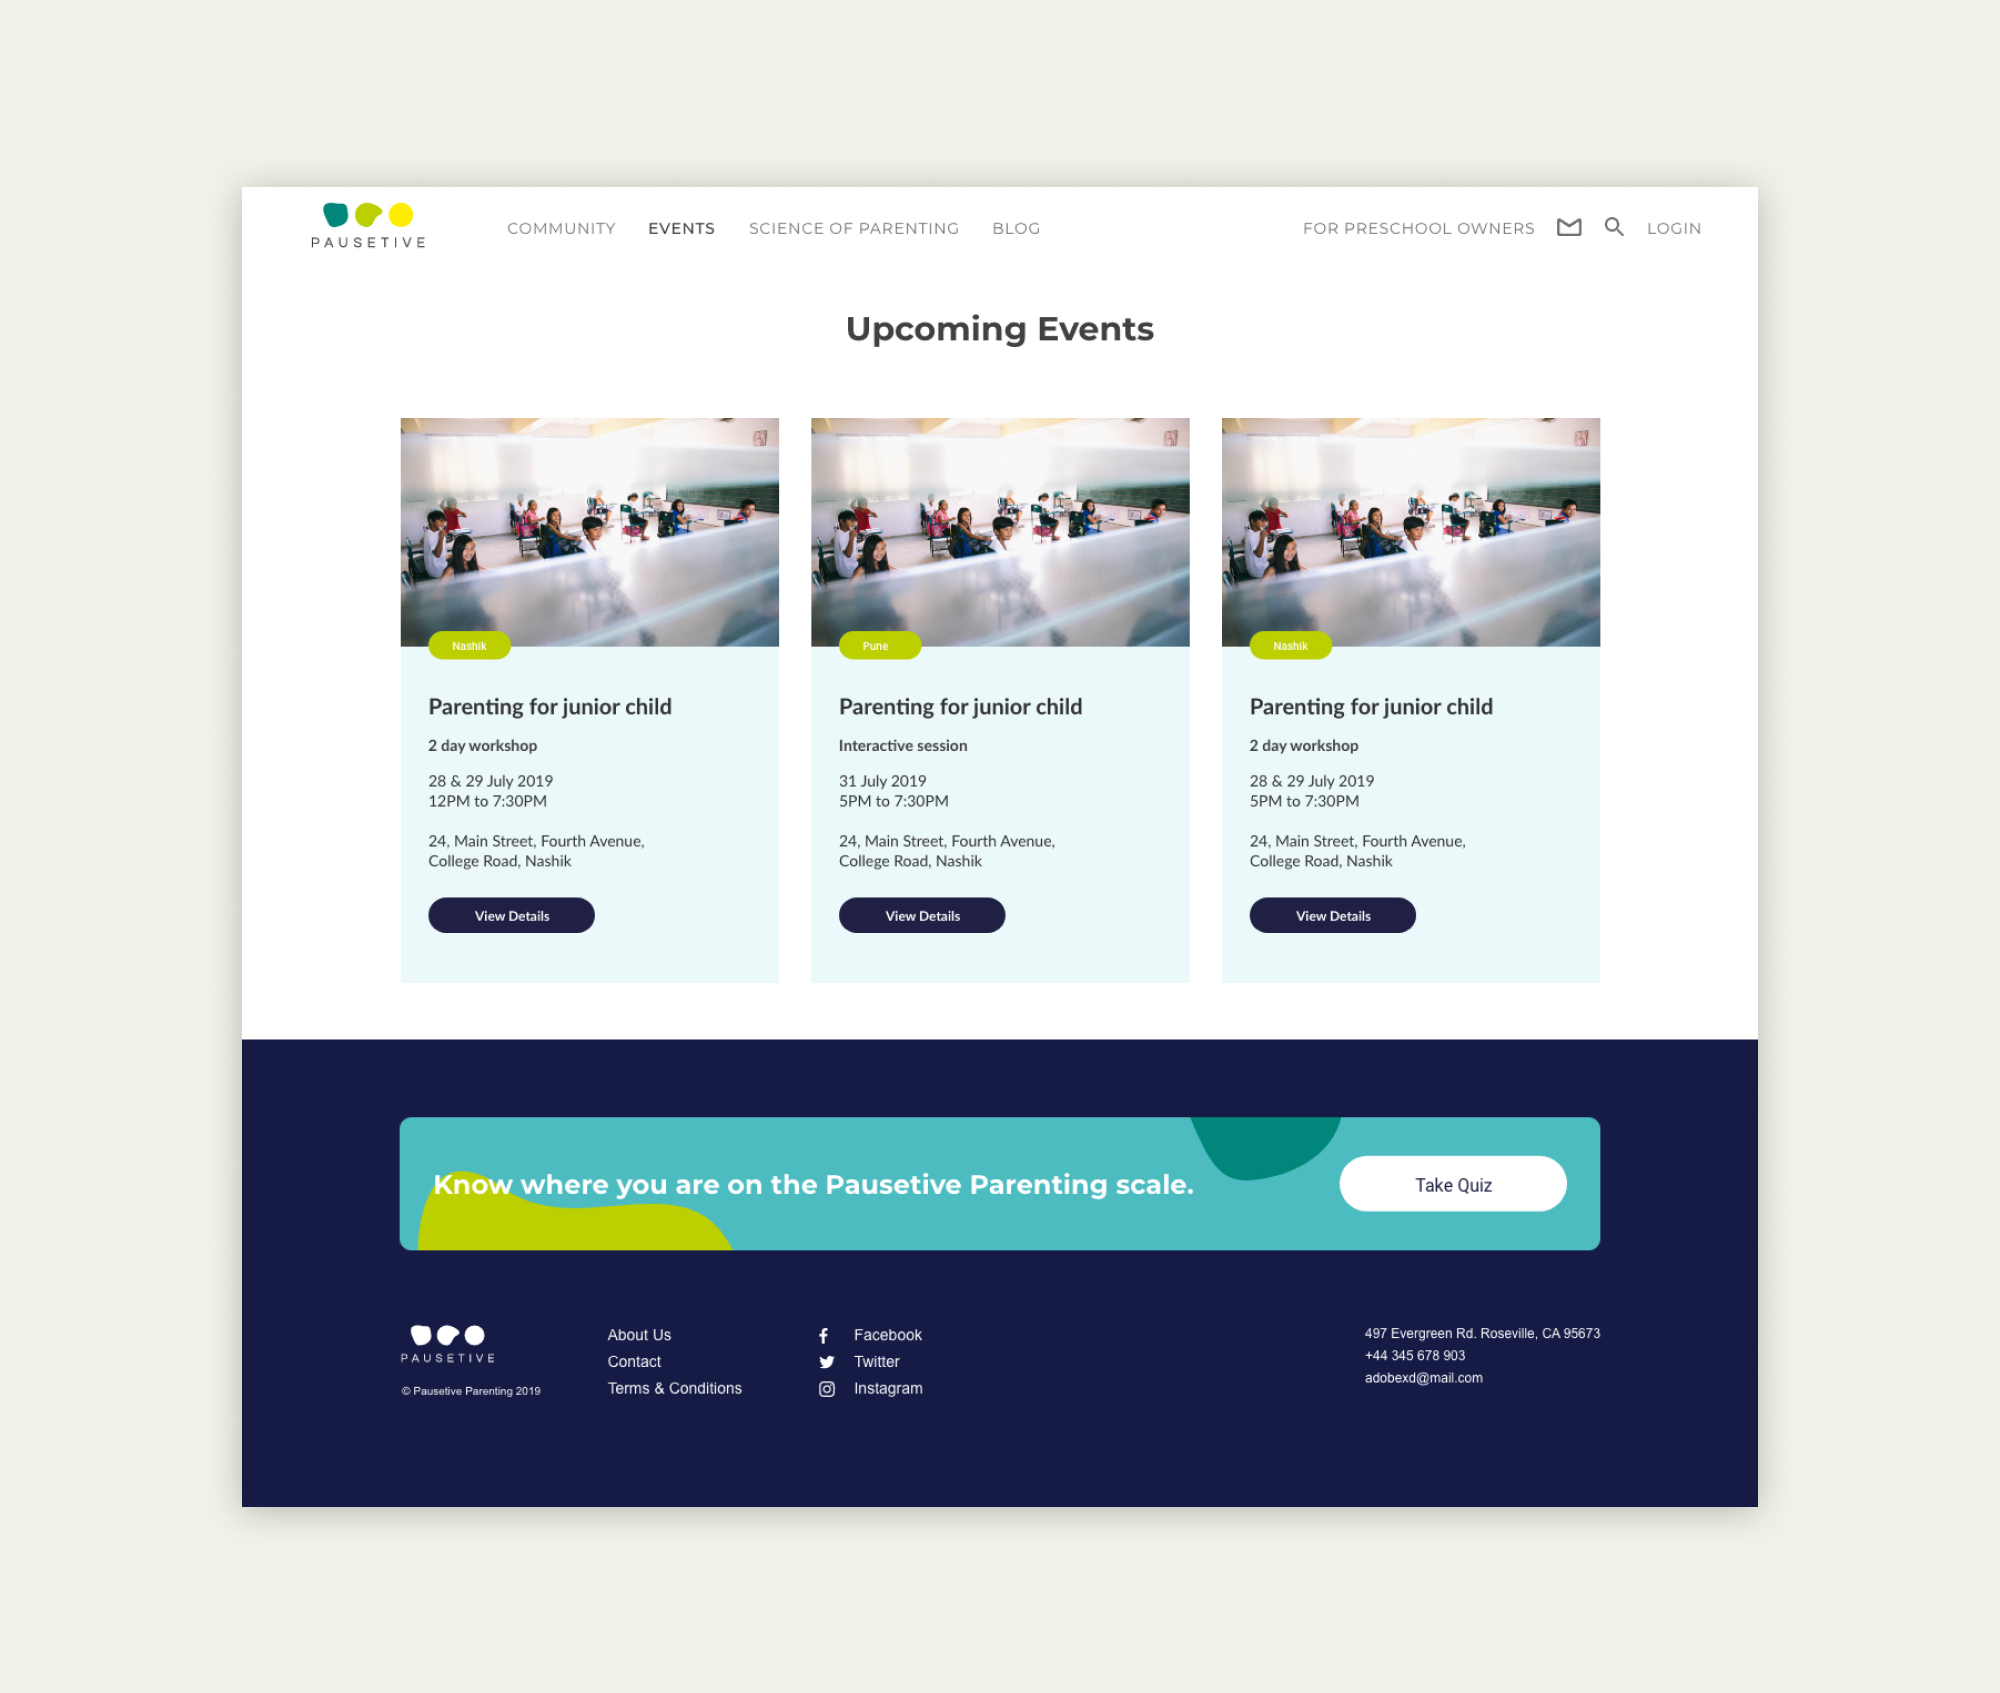 PAUSETIVE
COMMUNITY EVENTS SCIENCE OF PARENTING BLOG FOR PRESCHOOL OWNERS LOGIN
Upcoming Events
Nashik
Parenting for junior child
2 day workshop
28 & 29 July 2019
12PM to 7:30PM
24, Main Street, Fourth Avenue,
College Road, Nashik
View Details
Pune
Parenting for junior child
Interactive session
31 July 2019
5PM to 7:30PM
24, Main Street, Fourth Avenue,
College Road, Nashik
View Details
Nashik
Parenting for junior child
2 day workshop
28 & 29 July 2019
5PM to 7:30PM
24, Main Street, Fourth Avenue,
College Road, Nashik
View Details
Know where you are on the Pausetive Parenting scale.
Take Quiz
PAUSETIVE
© Pausetive Parenting 2019
About Us
Contact
Terms & Conditions
Facebook
Twitter
Instagram
497 Evergreen Rd. Roseville, CA 95673
+44 345 678 903
adobexd@mail.com